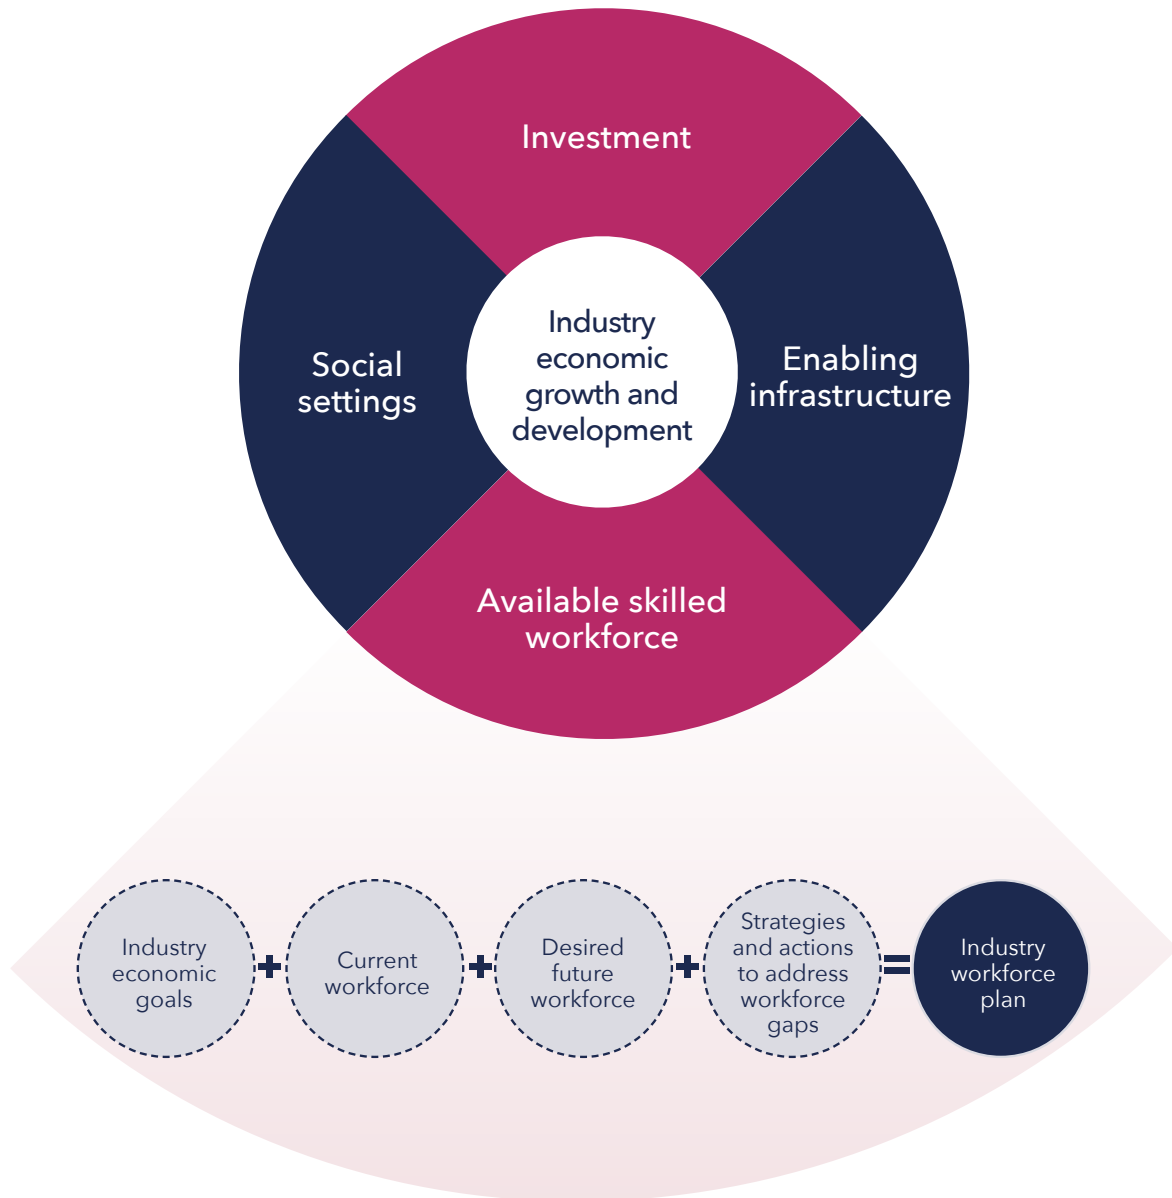 Investment
Social
settings
Industry
economic
growth and
development
Enabling
infrastructure
Available skilled
workforce
Industry
economic
goals
+
Current
workforce
+
Desired
future
workforce
+
Strategies
and actions
to address
workforce
gaps
=
Industry
workforce
plan